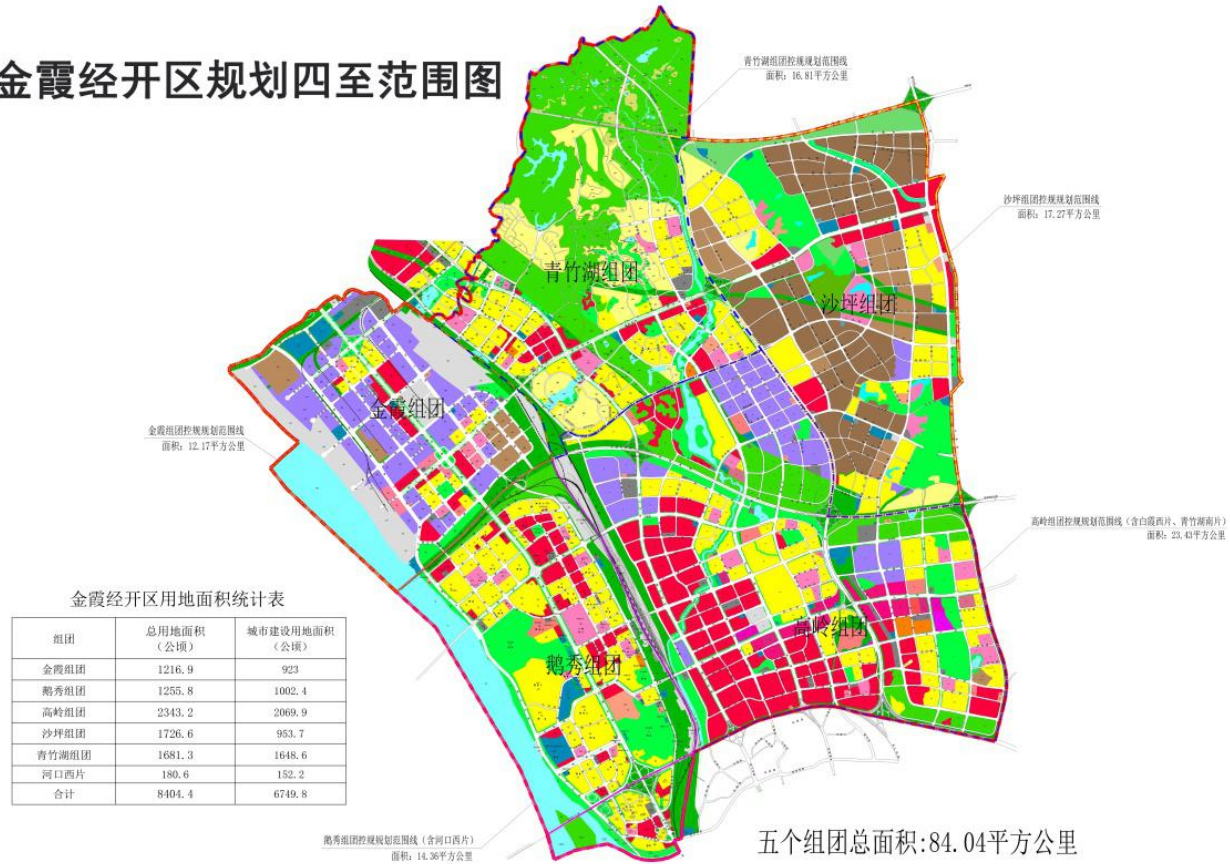 金霞经开区规划四至范围图
青竹湖组团控规规划范围线
面积: 16.81平方公里
沙坪组团控规规划范围线
面积: 17.27平方公里
青竹湖组团
沙坪组团
金霞组团
金霞组团控规规划范围线
面积: 12.17平方公里
高岭组团控规规划范围线（含白霞西片、青竹湖南片）
面积: 23.43平方公里
高岭组团
鹅秀组团
金霞经开区用地面积统计表
组团 总用地面积（公顷） 城市建设用地面积（公顷）
金霞组团 1216.9 923
鹅秀组团 1255.8 1002.4
高岭组团 2343.2 2069.9
沙坪组团 1726.6 953.7
青竹湖组团 1681.3 1648.6
河口西片 180.6 152.2
合计 8404.4 6749.8
鹅秀组团控规规划范围线（含河口西片）
面积: 14.36平方公里
五个组团总面积:84.04平方公里